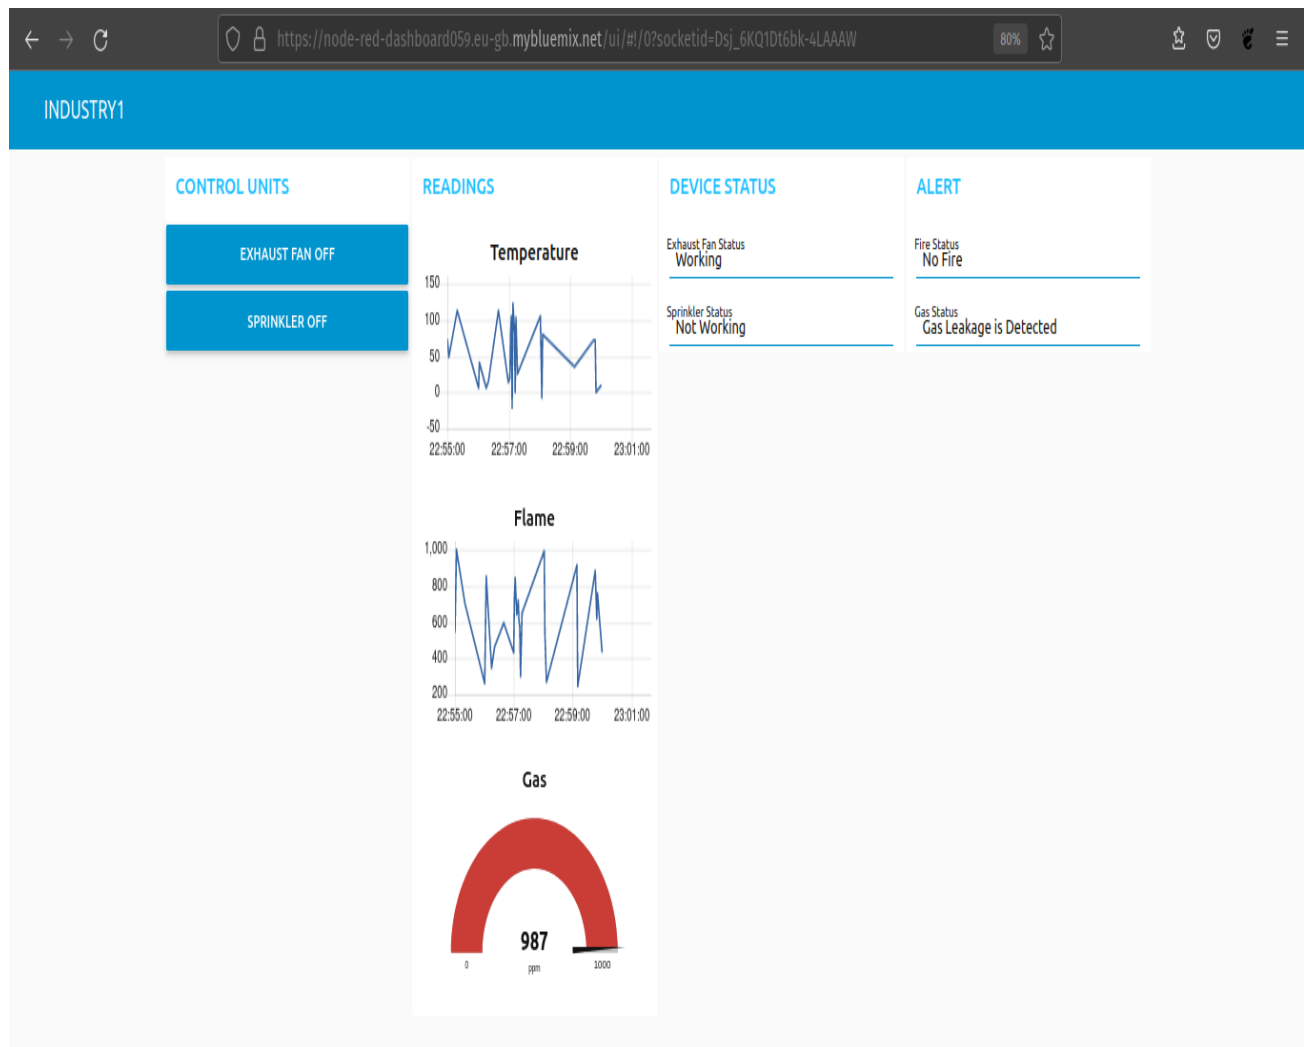 https://node-red-dashboard059.eu-gb.mybluemix.net/ui/#!/0?socketid=Dsj_6KQ1Dt6bk-4LAAAW
80%
INDUSTRY1
CONTROL UNITS
EXHAUST FAN OFF
SPRINKLER OFF
READINGS
Temperature
150
100
50
0
-50
22:55:00 22:57:00 22:59:00 23:01:00
Flame
1,000
800
600
400
200
22:55:00 22:57:00 22:59:00 23:01:00
Gas
987
0 ppm 1000
DEVICE STATUS
Exhaust Fan Status
Working
Sprinkler Status
Not Working
ALERT
Fire Status
No Fire
Gas Status
Gas Leakage is Detected